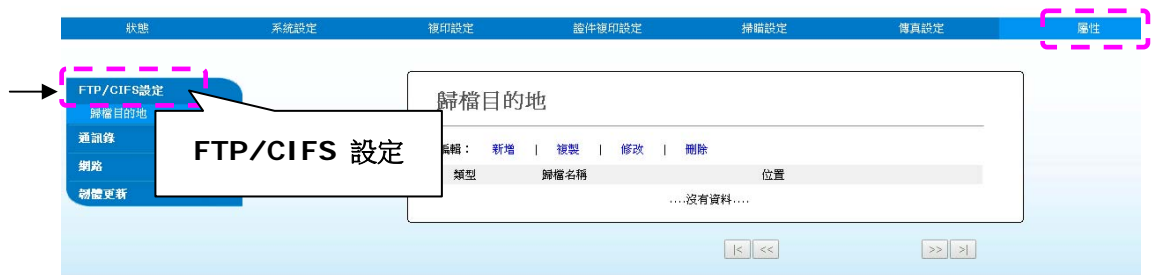 狀態 系統設定 複印設定 證件複印設定 掃瞄設定 傳真設定 屬性
FTP/CIFS設定
歸檔目的地
通訊錄
網路
韌體更新
FTP/CIFS 設定
歸檔目的地
編輯： 新增 | 複製 | 修改 | 刪除
類型 歸檔名稱 位置
....沒有資料....
|< << >> >|